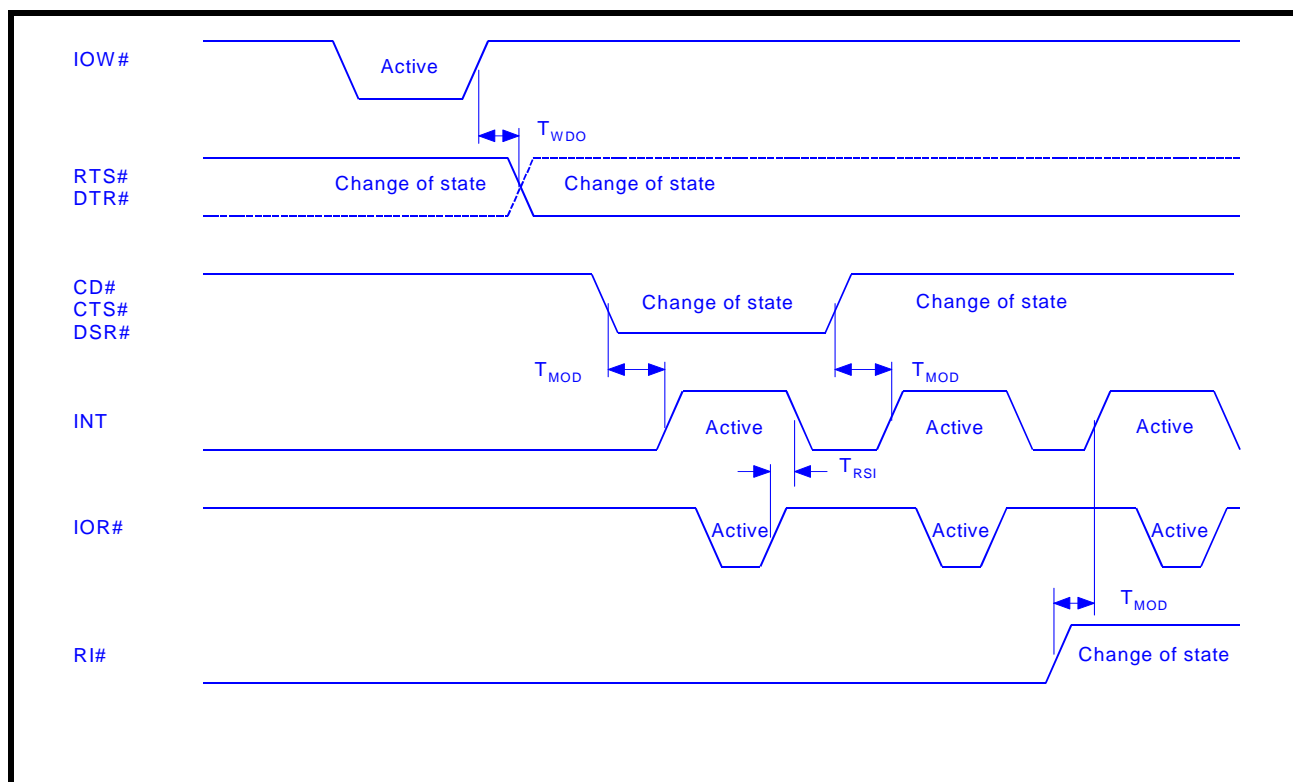 IOW#
Active
TWDO
RTS#
DTR#
Change of state
Change of state
CD#
CTS#
DSR#
Change of state
Change of state
TMOD
TMOD
INT
Active
Active
Active
TRSI
IOR#
Active
Active
Active
TMOD
RI#
Change of state